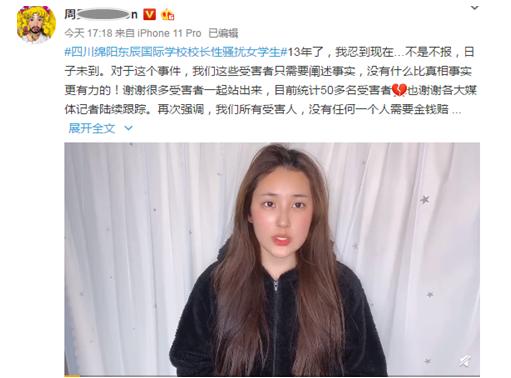 周 n
今天 17:18 来自 iPhone 11 Pro 已编辑
#四川绵阳东辰国际学校校长性骚扰女学生#13年了，我忍到现在...不是不报，日
子未到。对于这个事件，我们这些受害者只需要阐述事实，没有什么比真相事实
更有力的！谢谢很多受害者一起站出来，目前统计50多名受害者💔也谢谢各大媒
体记者陆续跟踪。再次强调，我们所有受害人，没有任何一个人需要金钱赔 ...
展开全文